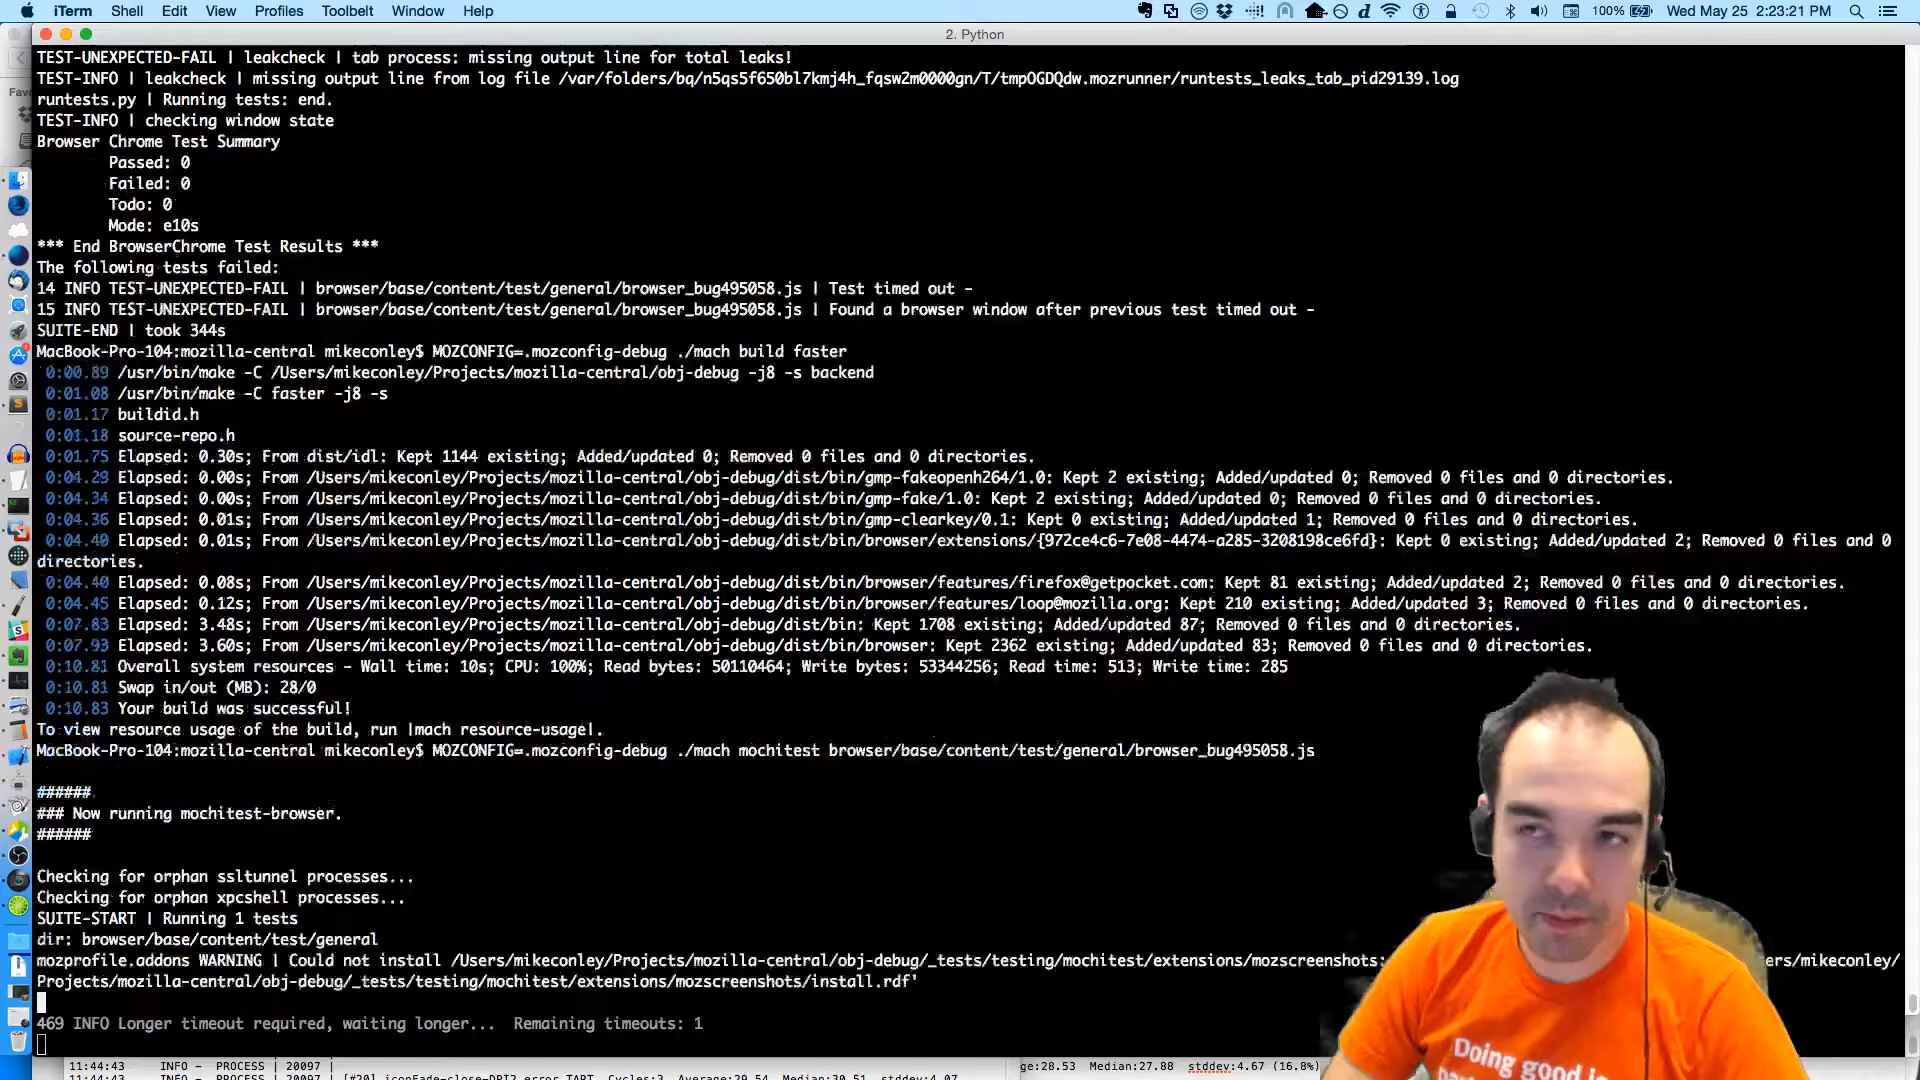 iTerm Shell Edit View Profiles Toolbelt Window Help 100% Wed May 25 2:23:21 PM
2. Python
TEST-UNEXPECTED-FAIL | leakcheck | tab process: missing output line for total leaks!
TEST-INFO | leakcheck | missing output line from log file /var/folders/bq/n5qs5f650bl7kmj4h_fqsw2m0000gn/T/tmpOGDQdw.mozrunner/runtests_leaks_tab_pid29139.log
runtests.py | Running tests: end.
TEST-INFO | checking window state
Browser Chrome Test Summary
Passed: 0
Failed: 0
Todo: 0
Mode: e10s
*** End BrowserChrome Test Results ***
The following tests failed:
14 INFO TEST-UNEXPECTED-FAIL | browser/base/content/test/general/browser_bug495058.js | Test timed out -
15 INFO TEST-UNEXPECTED-FAIL | browser/base/content/test/general/browser_bug495058.js | Found a browser window after previous test timed out -
SUITE-END | took 344s
MacBook-Pro-104:mozilla-central mikeconley$ MOZCONFIG=.mozconfig-debug ./mach build faster
0:00.89 /usr/bin/make -C /Users/mikeconley/Projects/mozilla-central/obj-debug -j8 -s backend
0:01.08 /usr/bin/make -C faster -j8 -s
0:01.17 buildid.h
0:01.18 source-repo.h
0:01.75 Elapsed: 0.30s; From dist/idl: Kept 1144 existing; Added/updated 0; Removed 0 files and 0 directories.
0:04.29 Elapsed: 0.00s; From /Users/mikeconley/Projects/mozilla-central/obj-debug/dist/bin/gmp-fakeopenh264/1.0: Kept 2 existing; Added/updated 0; Removed 0 files and 0 directories.
0:04.34 Elapsed: 0.00s; From /Users/mikeconley/Projects/mozilla-central/obj-debug/dist/bin/gmp-fake/1.0: Kept 2 existing; Added/updated 0; Removed 0 files and 0 directories.
0:04.36 Elapsed: 0.01s; From /Users/mikeconley/Projects/mozilla-central/obj-debug/dist/bin/gmp-clearkey/0.1: Kept 0 existing; Added/updated 1; Removed 0 files and 0 directories.
0:04.40 Elapsed: 0.01s; From /Users/mikeconley/Projects/mozilla-central/obj-debug/dist/bin/browser/extensions/{972ce4c6-7e08-4474-a285-3208198ce6fd}: Kept 0 existing; Added/updated 2; Removed 0 files and 0
directories.
0:04.40 Elapsed: 0.08s; From /Users/mikeconley/Projects/mozilla-central/obj-debug/dist/bin/browser/features/firefox@getpocket.com: Kept 81 existing; Added/updated 2; Removed 0 files and 0 directories.
0:04.45 Elapsed: 0.12s; From /Users/mikeconley/Projects/mozilla-central/obj-debug/dist/bin/browser/features/loop@mozilla.org: Kept 210 existing; Added/updated 3; Removed 0 files and 0 directories.
0:07.83 Elapsed: 3.48s; From /Users/mikeconley/Projects/mozilla-central/obj-debug/dist/bin: Kept 1708 existing; Added/updated 87; Removed 0 files and 0 directories.
0:07.93 Elapsed: 3.60s; From /Users/mikeconley/Projects/mozilla-central/obj-debug/dist/bin/browser: Kept 2362 existing; Added/updated 83; Removed 0 files and 0 directories.
0:10.81 Overall system resources - Wall time: 10s; CPU: 100%; Read bytes: 50110464; Write bytes: 53344256; Read time: 513; Write time: 285
0:10.81 Swap in/out (MB): 28/0
0:10.83 Your build was successful!
To view resource usage of the build, run |mach resource-usage|.
MacBook-Pro-104:mozilla-central mikeconley$ MOZCONFIG=.mozconfig-debug ./mach mochitest browser/base/content/test/general/browser_bug495058.js
######
### Now running mochitest-browser.
######
Checking for orphan ssltunnel processes...
Checking for orphan xpcshell processes...
SUITE-START | Running 1 tests
dir: browser/base/content/test/general
mozprofile.addons WARNING | Could not install /Users/mikeconley/Projects/mozilla-central/obj-debug/_tests/testing/mochitest/extensions/mozscreenshots: ers/mikeconley/
Projects/mozilla-central/obj-debug/_tests/testing/mochitest/extensions/mozscreenshots/install.rdf'
469 INFO Longer timeout required, waiting longer... Remaining timeouts: 1
11:44:43 INFO - PROCESS | 20097 |
ge:28.53 Median:27.88 stddev:4.67 (16.8%)
Doing good is